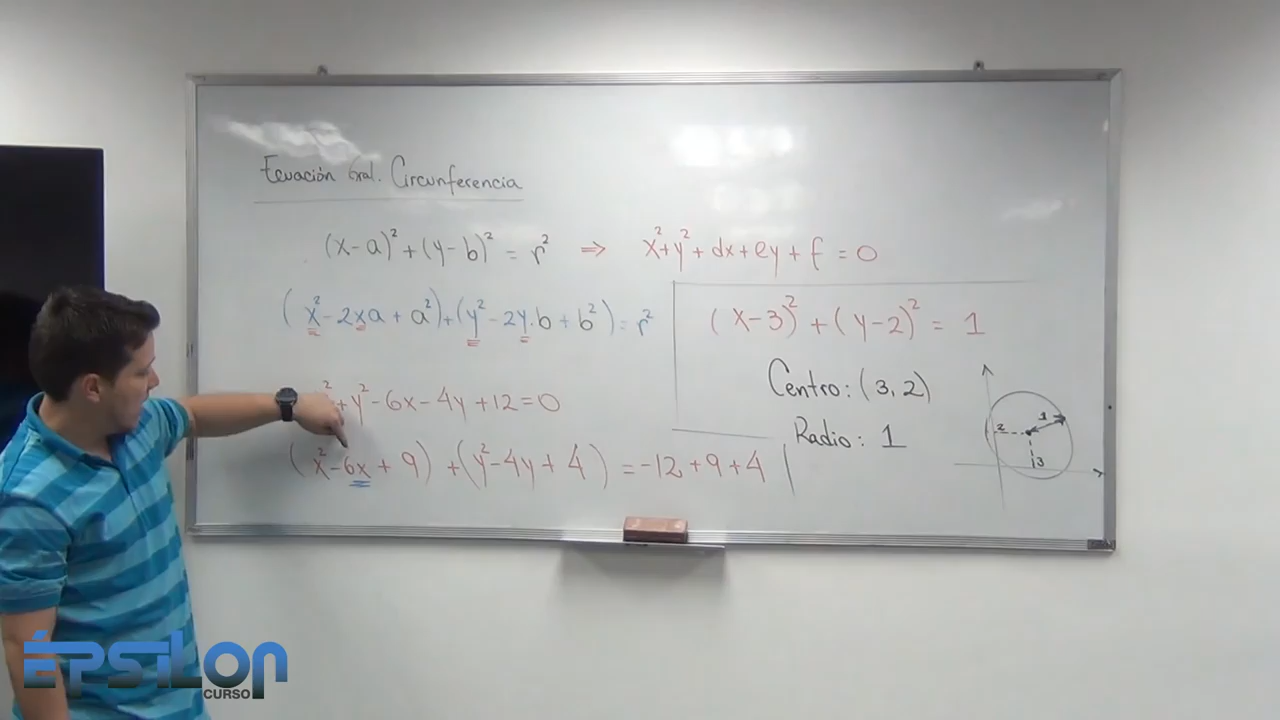 Ecuación Gral. Circunferencia
(x-a)² + (y-b)² = r² ⇒ x² + y² + dx + ey + f = 0
(x² - 2xa + a²) + (y² - 2y.b + b²) = r²
(x-3)² + (y-2)² = 1
Centro: (3, 2)
Radio: 1
² + y² - 6x - 4y + 12 = 0
(x² - 6x + 9) + (y² - 4y + 4) = -12 + 9 + 4
1
2
3
ÉPSILON
CURSO